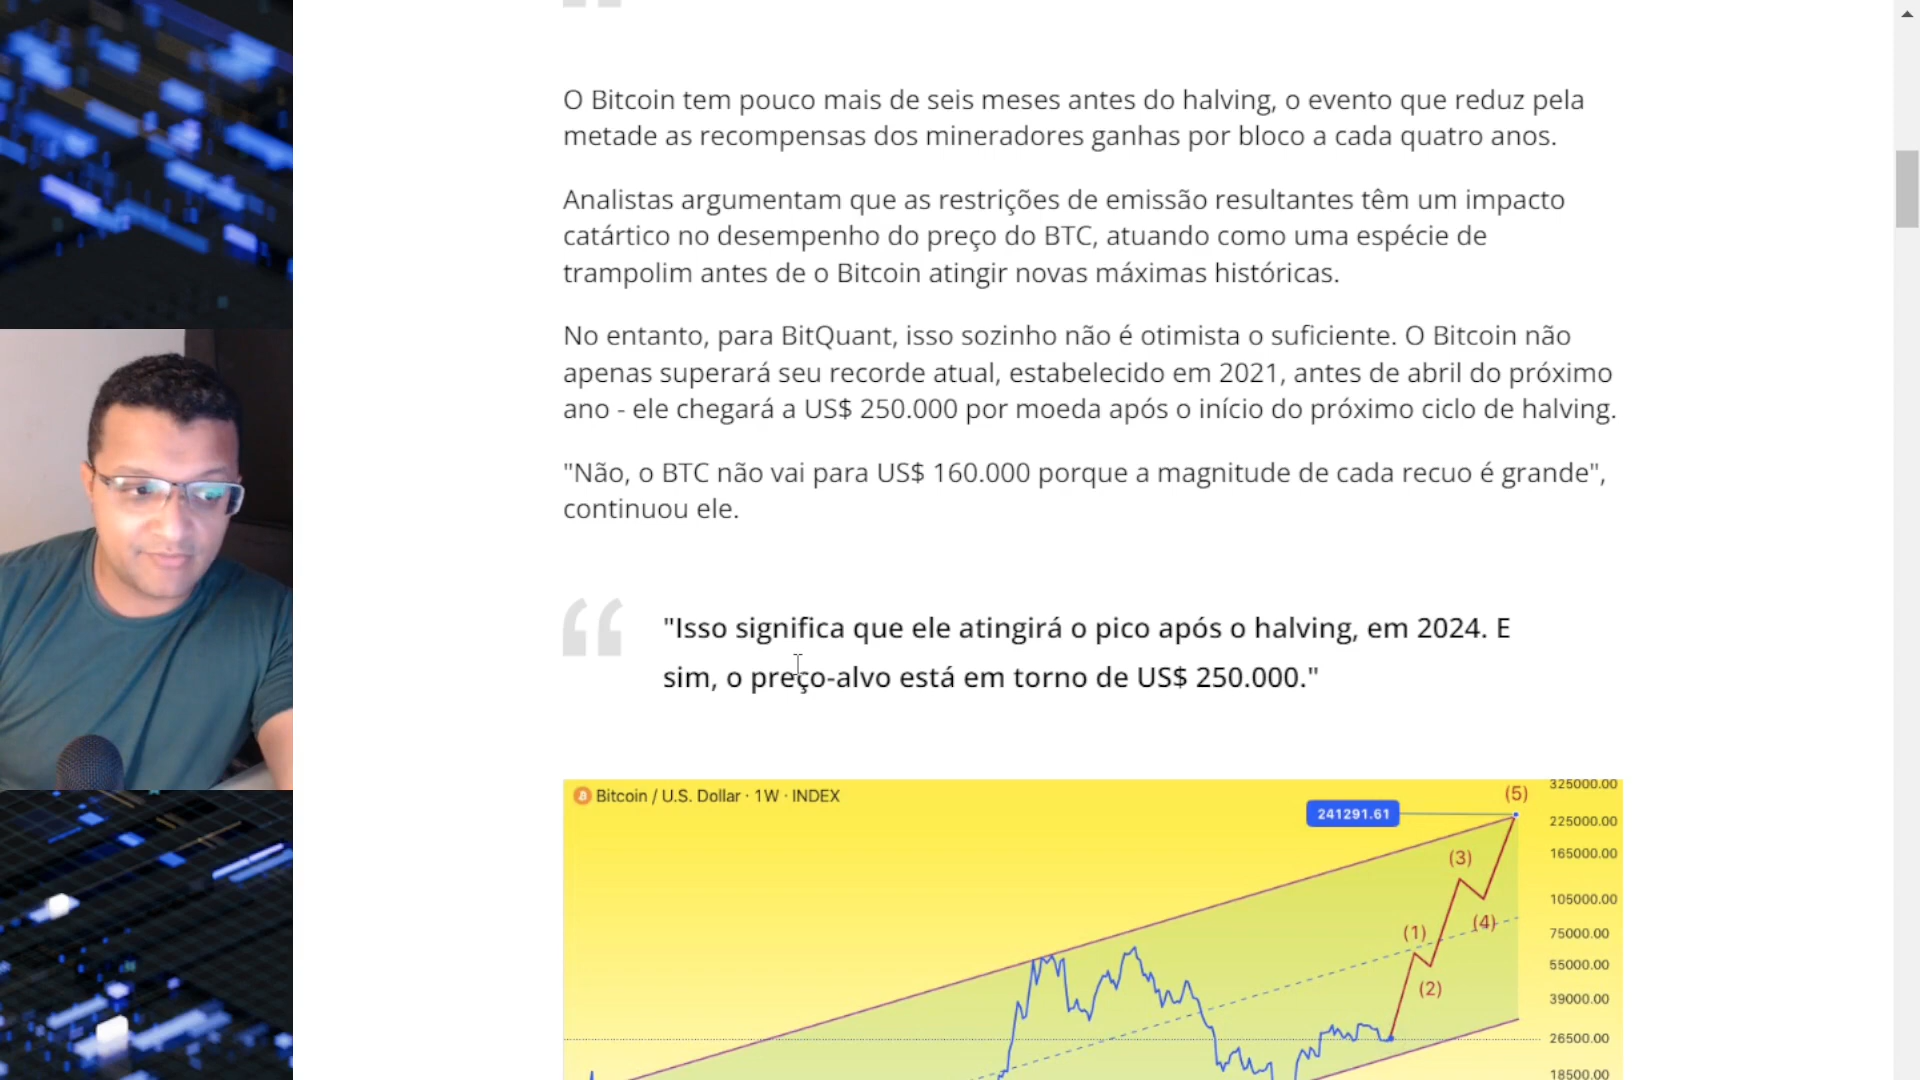 O Bitcoin tem pouco mais de seis meses antes do halving, o evento que reduz pela
metade as recompensas dos mineradores ganhas por bloco a cada quatro anos.
Analistas argumentam que as restrições de emissão resultantes têm um impacto
catártico no desempenho do preço do BTC, atuando como uma espécie de
trampolim antes de o Bitcoin atingir novas máximas históricas.
No entanto, para BitQuant, isso sozinho não é otimista o suficiente. O Bitcoin não
apenas superará seu recorde atual, estabelecido em 2021, antes de abril do próximo
ano - ele chegará a US$ 250.000 por moeda após o início do próximo ciclo de halving.
"Não, o BTC não vai para US$ 160.000 porque a magnitude de cada recuo é grande",
continuou ele.
"Isso significa que ele atingirá o pico após o halving, em 2024. E
sim, o preço-alvo está em torno de US$ 250.000."
Bitcoin / U.S. Dollar · 1W · INDEX
241291.61
(5)
(3)
(4)
(1)
(2)
325000.00
225000.00
165000.00
105000.00
75000.00
55000.00
39000.00
26500.00
18500.00